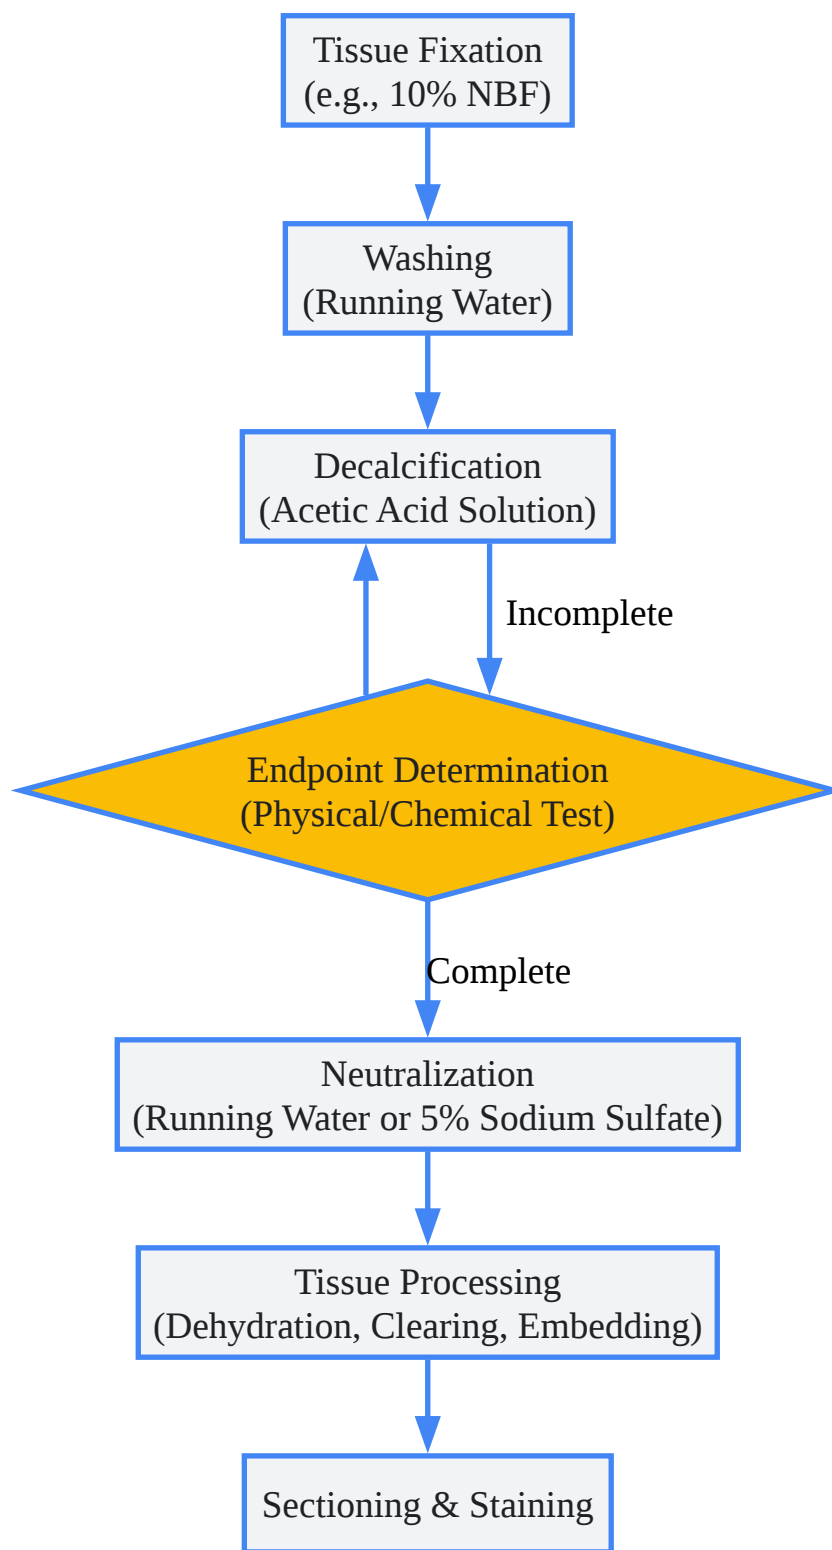 Tissue Fixation
(e.g., 10% NBF)
Washing
(Running Water)
Decalcification
(Acetic Acid Solution)
Incomplete
Endpoint Determination
(Physical/Chemical Test)
Complete
Neutralization
(Running Water or 5% Sodium Sulfate)
Tissue Processing
(Dehydration, Clearing, Embedding)
Sectioning & Staining